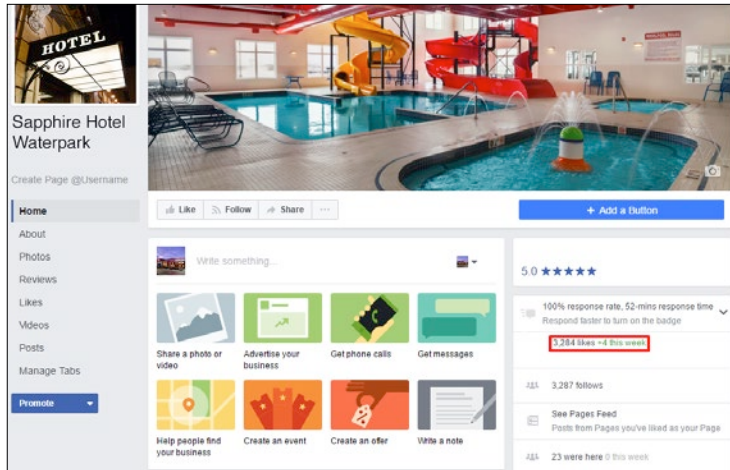 HOTEL
Sapphire Hotel
Waterpark
Create Page @Username
Home
About
Photos
Reviews
Likes
Videos
Posts
Manage Tabs
Promote
Like
Follow
Share
+ Add a Button
Write something...
Share a photo or
video
Advertise your
business
Get phone calls
Get messages
Help people find
your business
Create an event
Create an offer
Write a note
5.0 ★★★★★
100% response rate, 52-mins response time
Respond faster to turn on the badge
3,284 likes +4 this week
3,287 follows
See Pages Feed
Posts from Pages you've liked as your Page
23 were here 0 this week